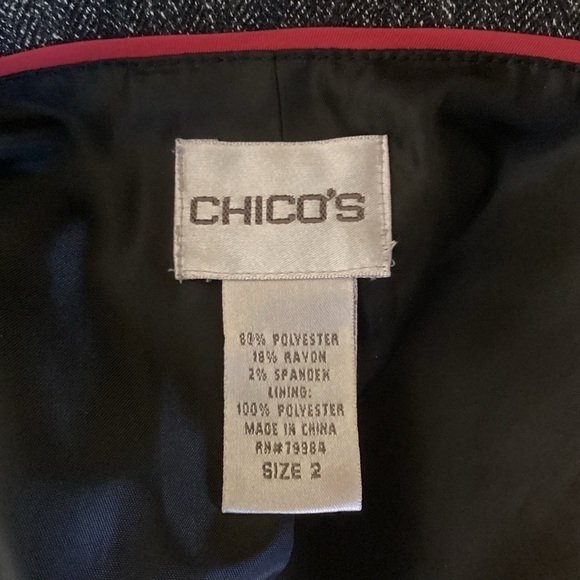 CHICO'S
80% POLYESTER
18% RAYON
2% SPANDEX
LINING:
100% POLYESTER
MADE IN CHINA
RN#79984
SIZE 2